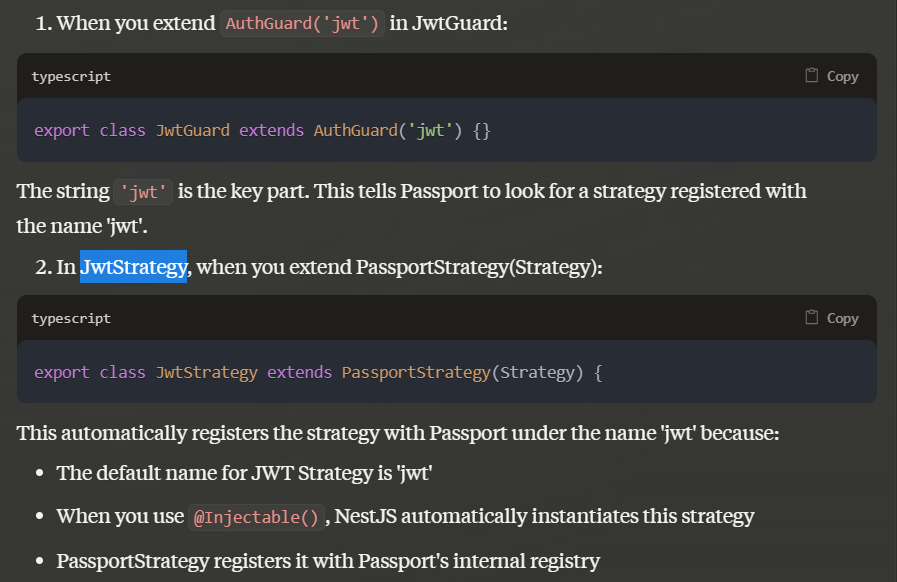 1. When you extend AuthGuard('jwt') in JwtGuard:
typescript
Copy
export class JwtGuard extends AuthGuard('jwt') {}
The string 'jwt' is the key part. This tells Passport to look for a strategy registered with
the name 'jwt'.
2. In JwtStrategy, when you extend PassportStrategy(Strategy):
typescript
Copy
export class JwtStrategy extends PassportStrategy(Strategy) {
This automatically registers the strategy with Passport under the name 'jwt' because:
• The default name for JWT Strategy is 'jwt'
• When you use @Injectable(), NestJS automatically instantiates this strategy
• PassportStrategy registers it with Passport's internal registry